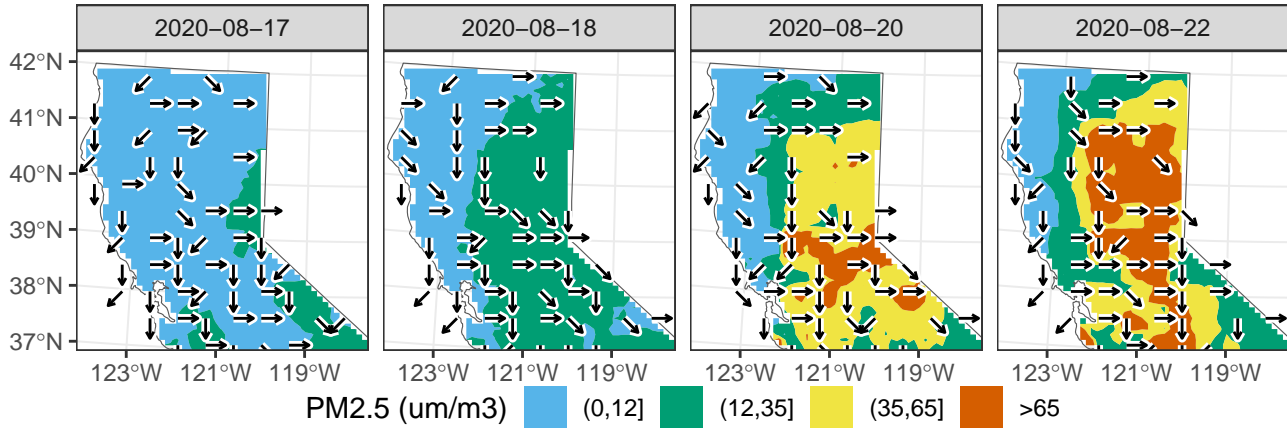 2020−08−17 2020−08−18 2020−08−20 2020−08−22
42°N
41°N
40°N
39°N
38°N
37°N
123°W 121°W 119°W 123°W 121°W 119°W 123°W 121°W 119°W 123°W 121°W 119°W
PM2.5 (um/m3) (0,12] (12,35] (35,65] >65